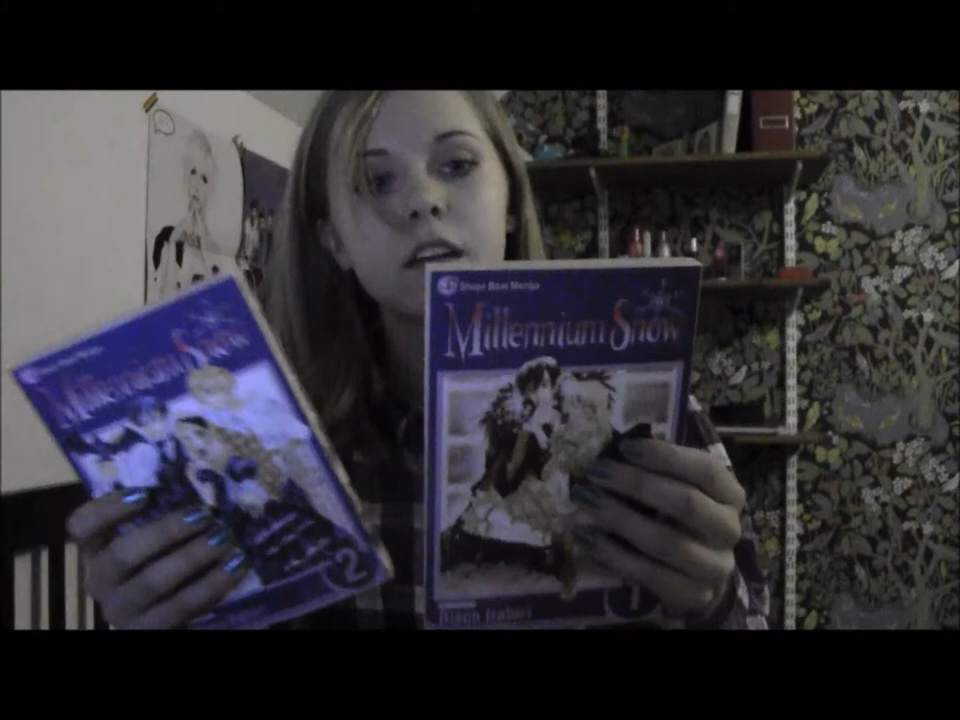 Millennium Snow
2
Shojo Beat Manga
Millennium Snow
Bisco Hatori
1